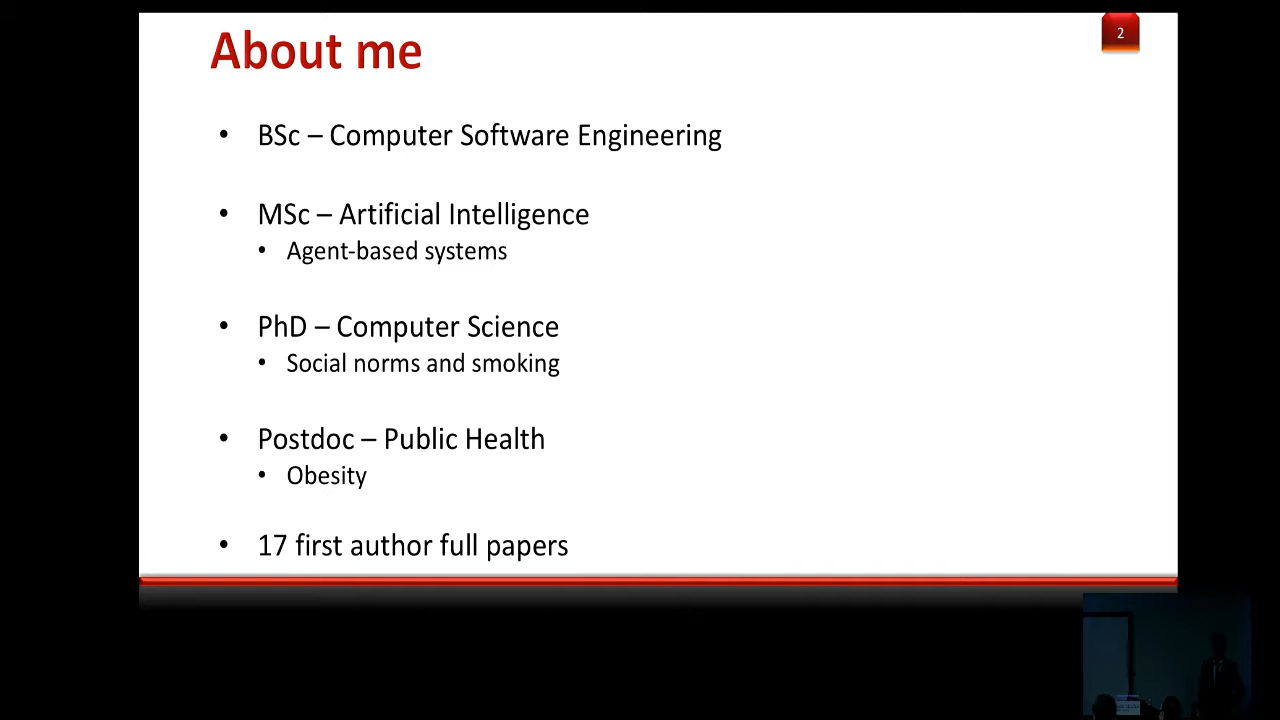 About me
2
• BSc – Computer Software Engineering
• MSc – Artificial Intelligence
• Agent-based systems
• PhD – Computer Science
• Social norms and smoking
• Postdoc – Public Health
• Obesity
• 17 first author full papers